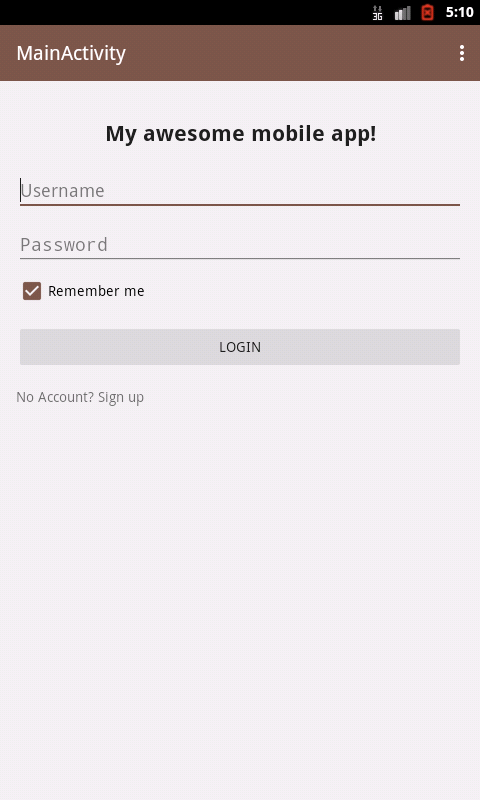 3G 5:10
MainActivity
My awesome mobile app!
Username
Password
Remember me
LOGIN
No Account? Sign up